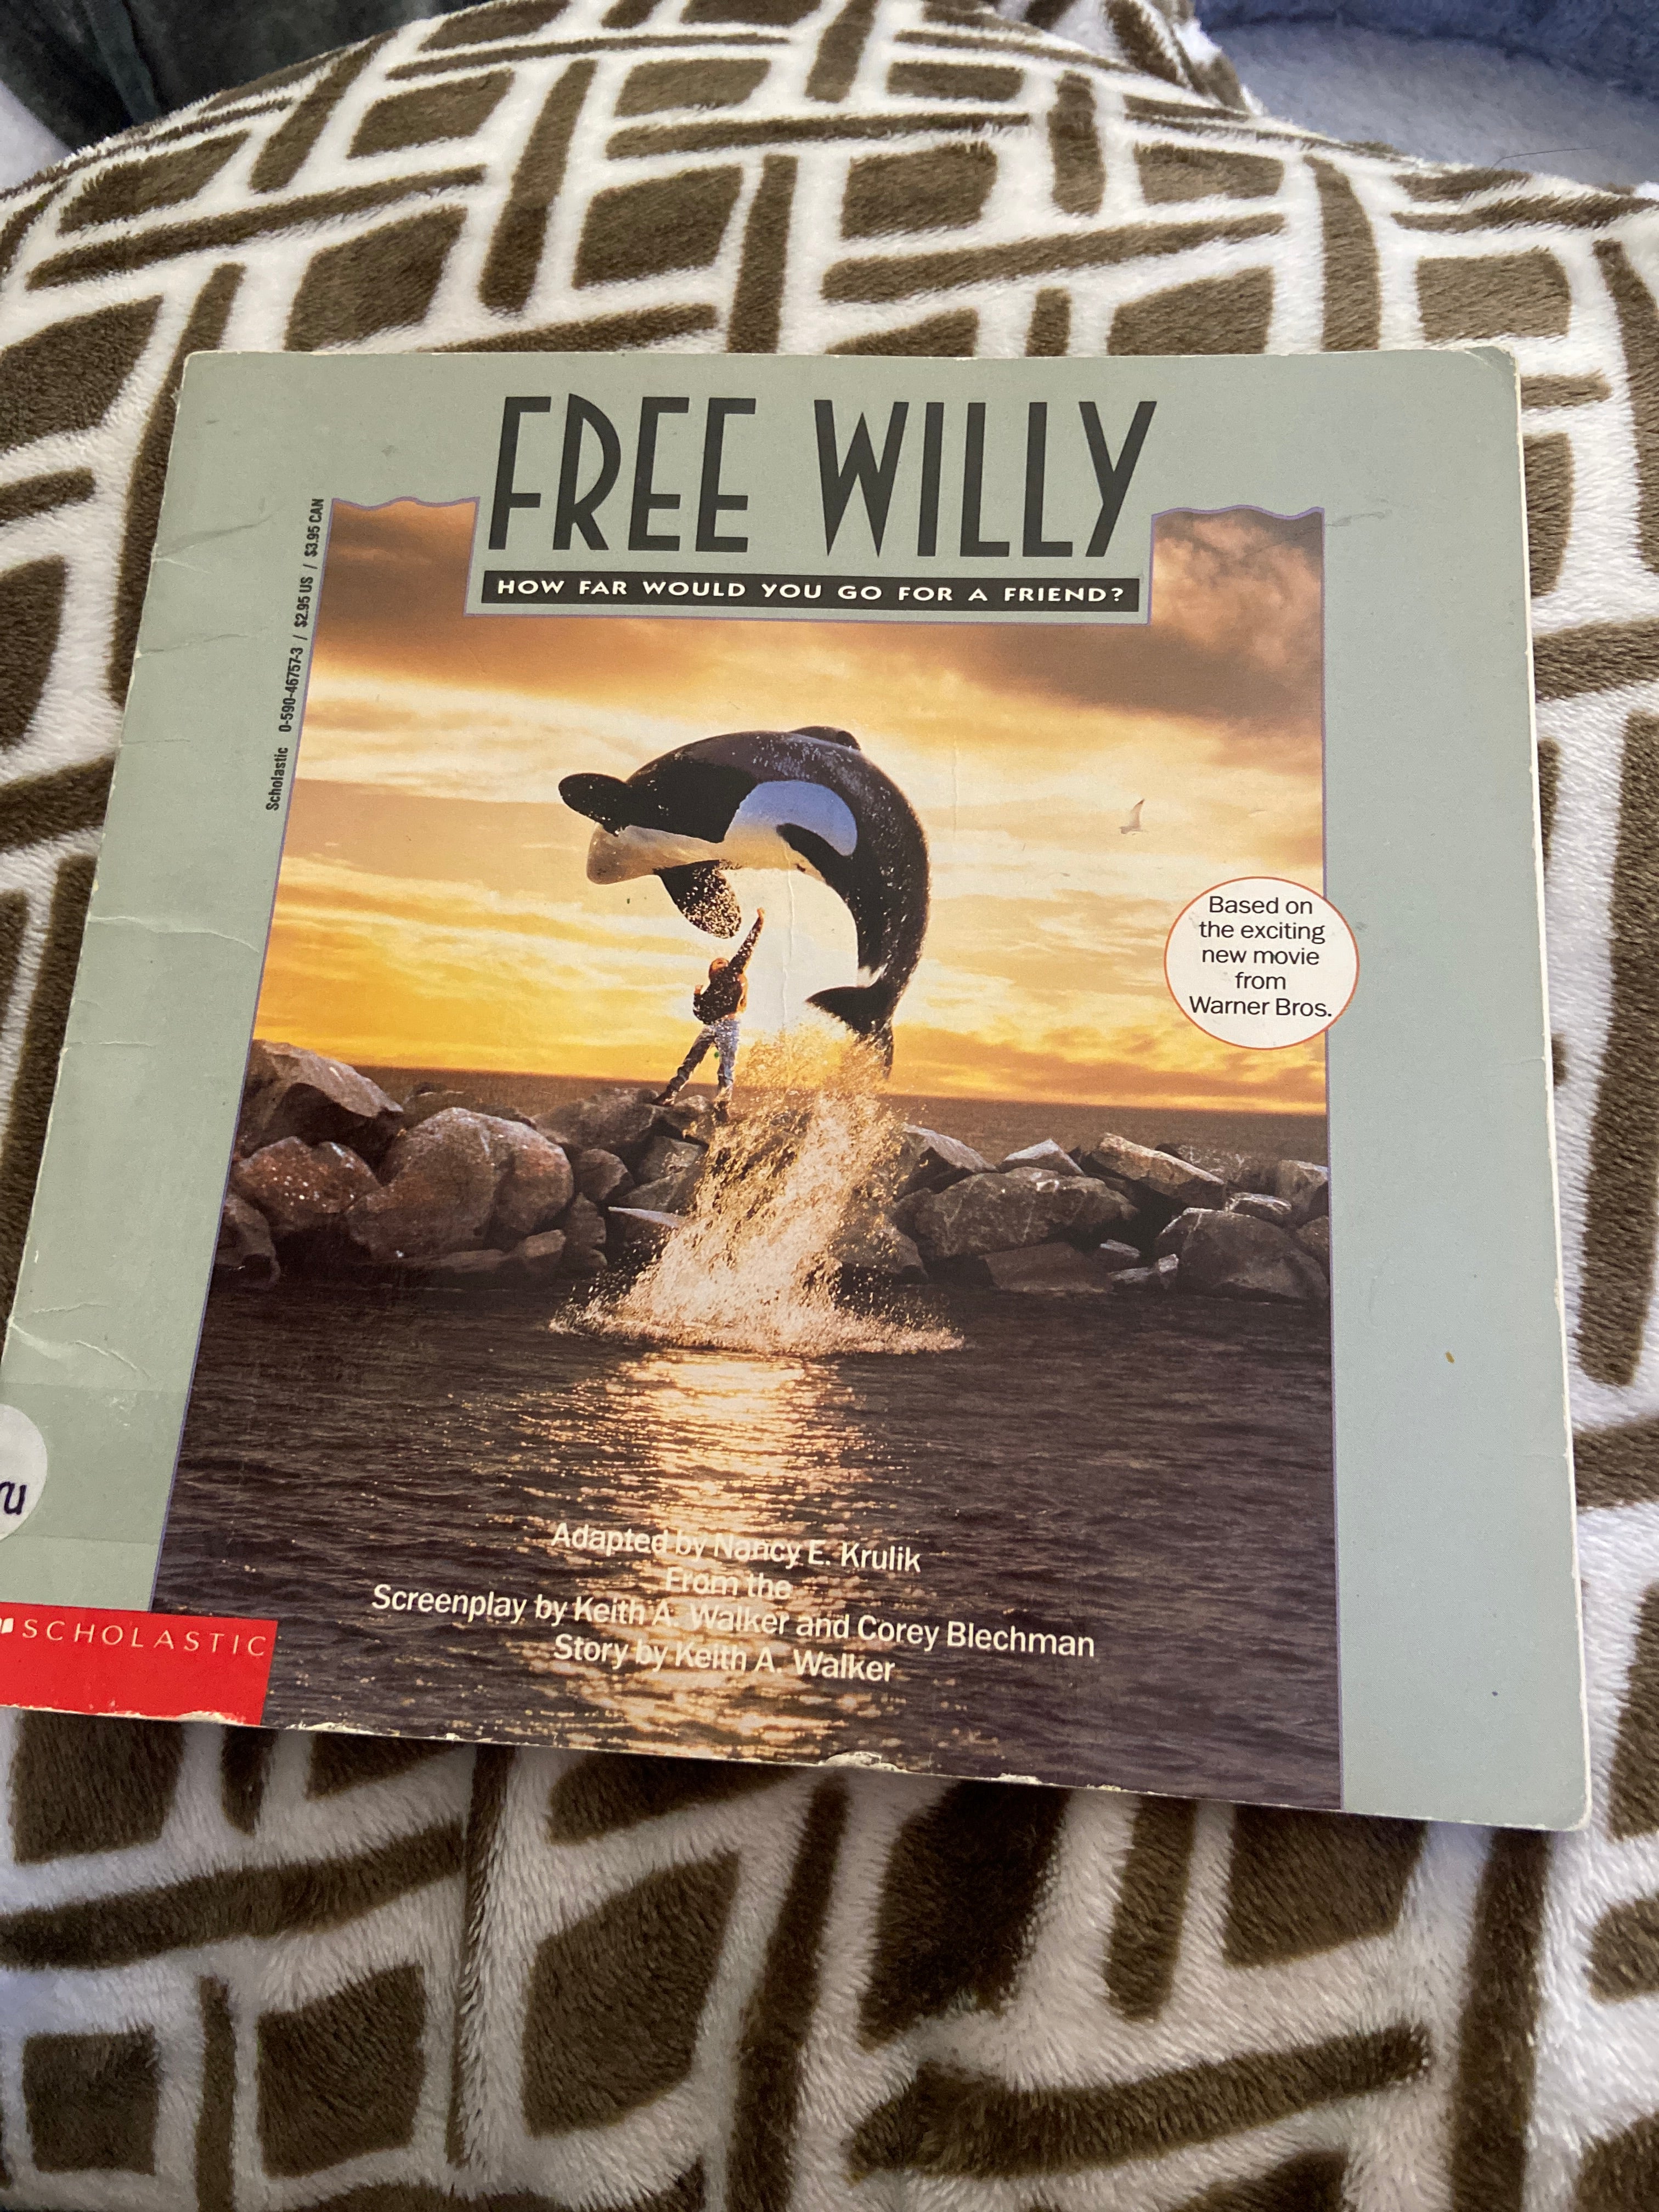 FREE WILLY
HOW FAR WOULD YOU GO FOR A FRIEND?
Scholastic 0-590-46757-3 / $2.95 US / $3.95 CAN
Based on
the exciting
new movie
from
Warner Bros.
Adapted by Nancy E. Krulik
From the
Screenplay by Keith A. Walker and Corey Blechman
Story by Keith A. Walker
SCHOLASTIC